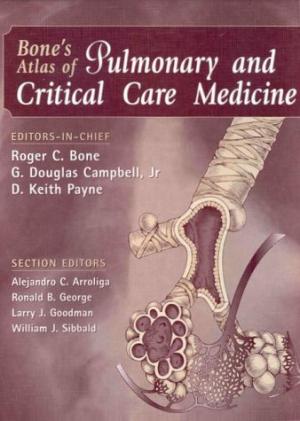 Bone's
Atlas of Pulmonary and
Critical Care Medicine
EDITORS-IN-CHIEF
Roger C. Bone
G. Douglas Campbell, Jr
D. Keith Payne
SECTION EDITORS
Alejandro C. Arroliga
Ronald B. George
Larry J. Goodman
William J. Sibbald